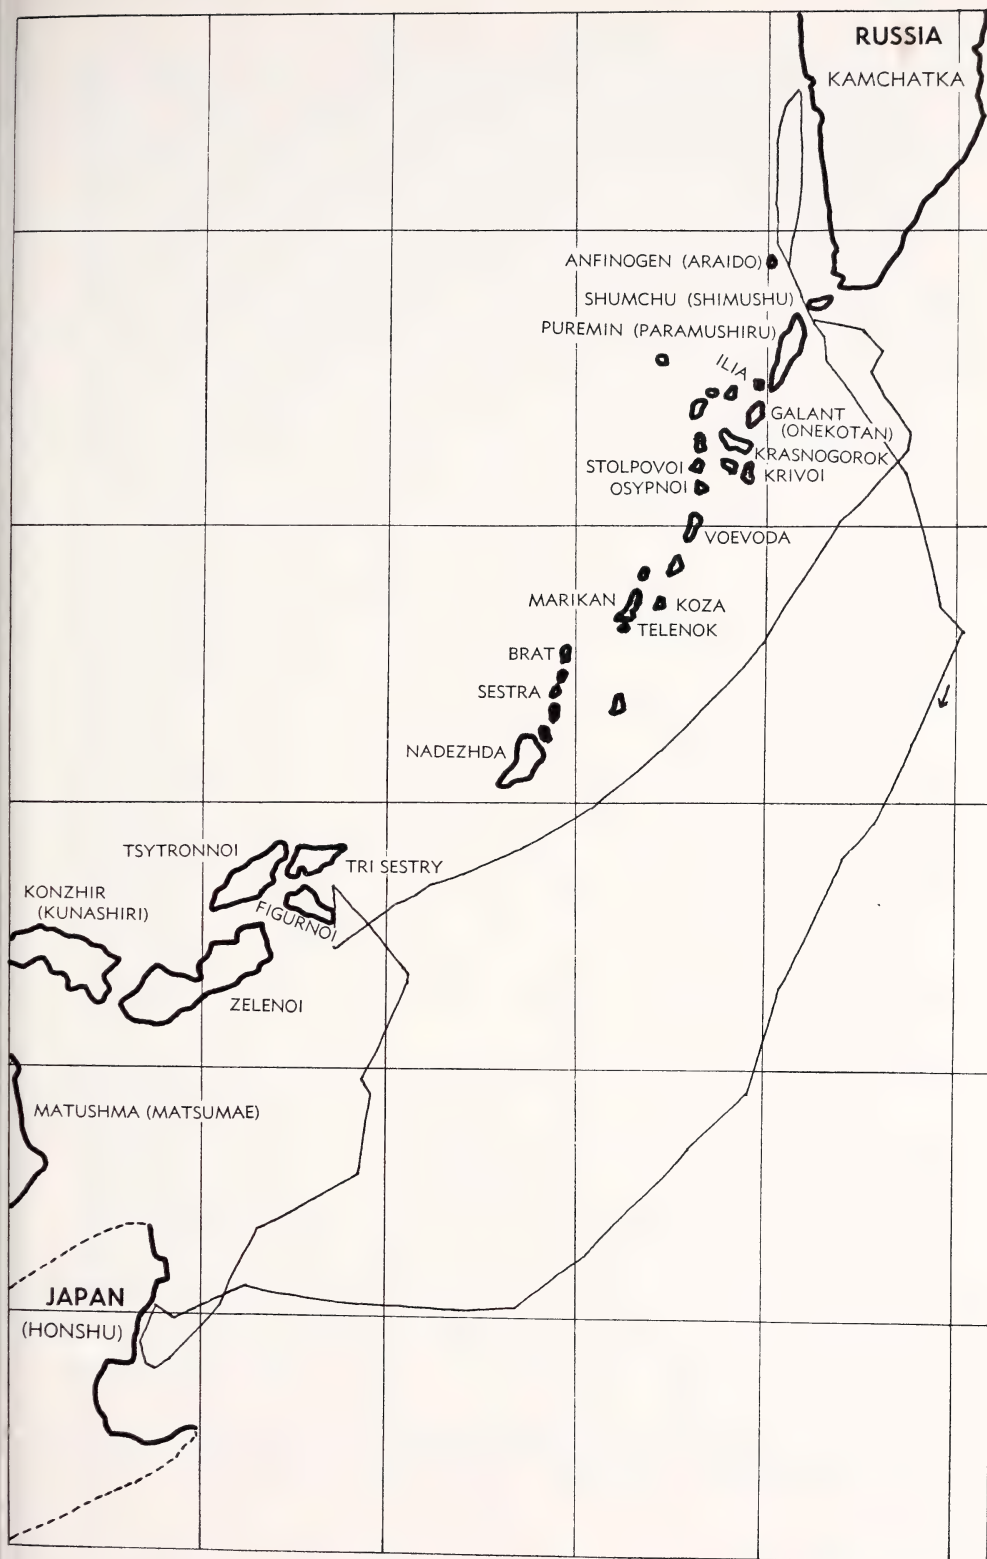 RUSSIA
KAMCHATKA
ANFINOGEN (ARAIDO)
SHUMCHU (SHIMUSHU)
PUREMIN (PARAMUSHIRU)
ILIA
GALANT
(ONEKOTAN)
KRASNOGOROK
STOLPOVOI
KRIVOI
OSYPNOI
VOEVODA
MARIKAN
KOZA
TELENOK
BRAT
SESTRA
NADEZHDA
TSYTRONNOI
TRI SESTRY
KONZHIR
(KUNASHIRI)
FIGURNOI
ZELENOI
MATUSHMA (MATSUMAE)
JAPAN
(HONSHU)